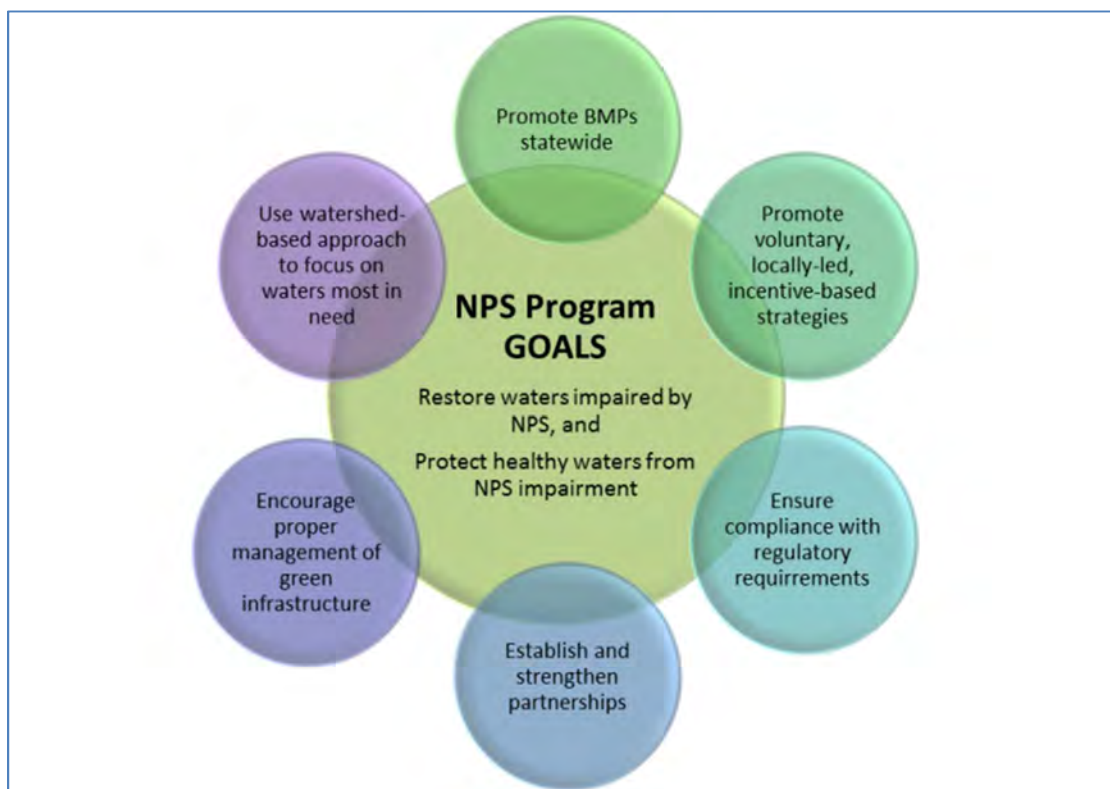 Promote BMPs
statewide
Use watershed-
based approach
to focus on
waters most in
need
Promote
voluntary,
locally-led,
incentive-based
strategies
NPS Program
GOALS
Restore waters impaired by
NPS, and
Protect healthy waters from
NPS impairment
Encourage
proper
management of
green
infrastructure
Ensure
compliance with
regulatory
requirrements
Establish and
strengthen
partnerships